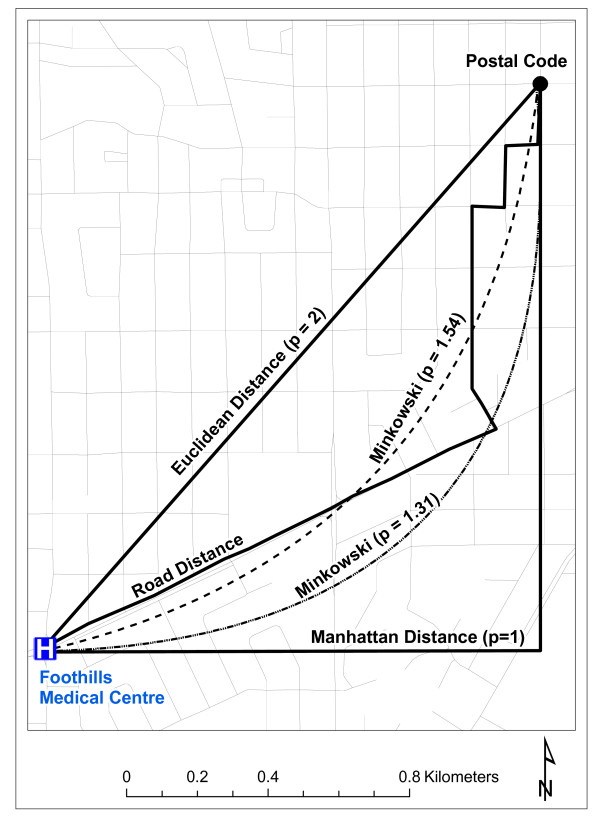 Postal Code
Euclidean Distance (p = 2)
Minkowski (p = 1.54)
Minkowski (p = 1.31)
Road Distance
Manhattan Distance (p=1)
H
Foothills
Medical Centre
0 0.2 0.4 0.8 Kilometers
N